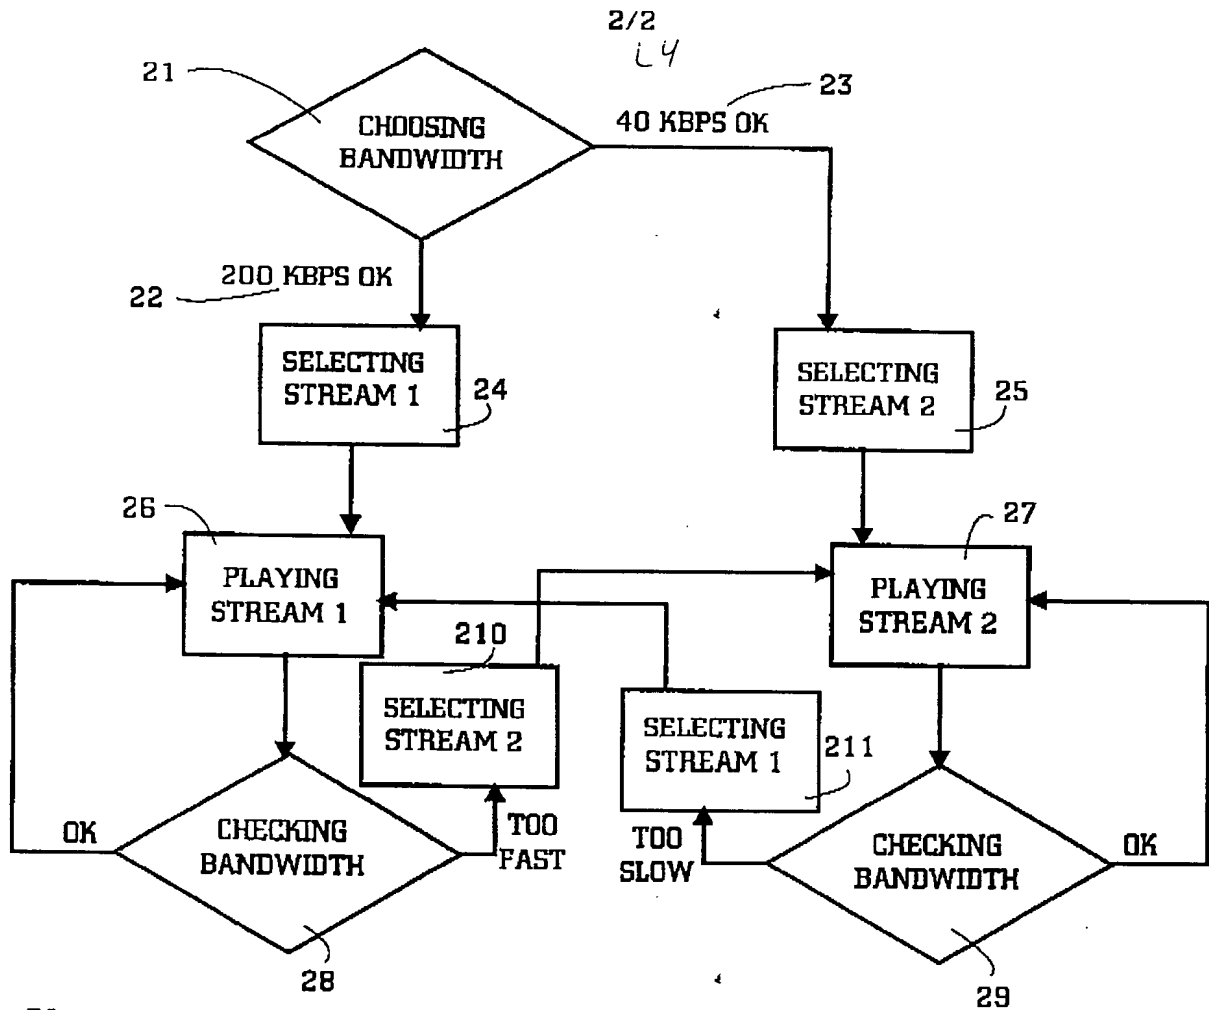 2/2
L4
21
CHOOSING
BANDWIDTH
40 KBPS OK
23
200 KBPS OK
22
SELECTING
STREAM 1
24
SELECTING
STREAM 2
25
26
PLAYING
STREAM 1
27
PLAYING
STREAM 2
210
SELECTING
STREAM 2
SELECTING
STREAM 1
211
OK
CHECKING
BANDWIDTH
TOO
FAST
TOO
SLOW
CHECKING
BANDWIDTH
OK
28
29